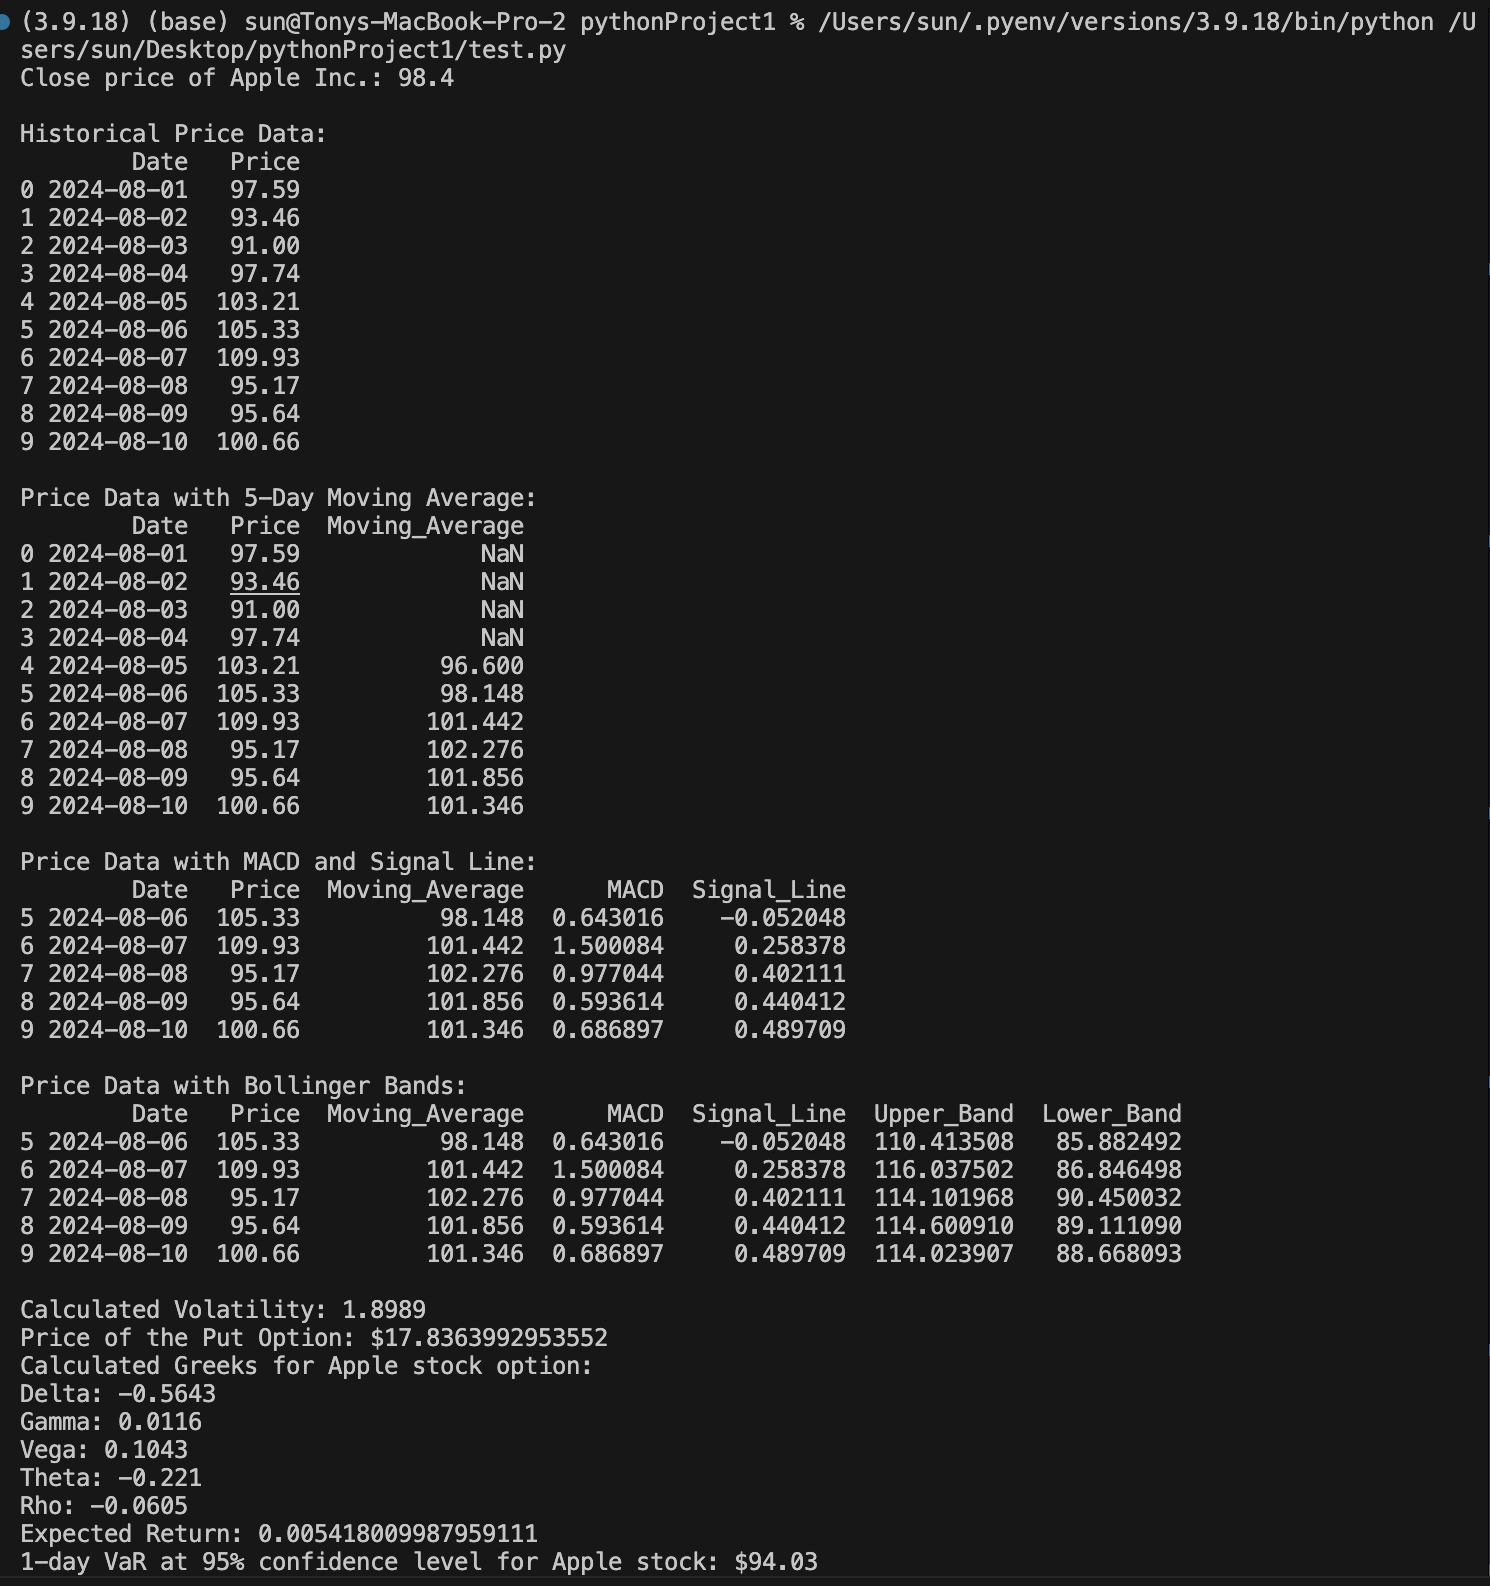 (3.9.18) (base) sun@Tonys-MacBook-Pro-2 pythonProject1 % /Users/sun/.pyenv/versions/3.9.18/bin/python /U
sers/sun/Desktop/pythonProject1/test.py
Close price of Apple Inc.: 98.4

Historical Price Data:
        Date   Price
0 2024-08-01   97.59
1 2024-08-02   93.46
2 2024-08-03   91.00
3 2024-08-04   97.74
4 2024-08-05  103.21
5 2024-08-06  105.33
6 2024-08-07  109.93
7 2024-08-08   95.17
8 2024-08-09   95.64
9 2024-08-10  100.66

Price Data with 5-Day Moving Average:
        Date   Price  Moving_Average
0 2024-08-01   97.59             NaN
1 2024-08-02   93.46             NaN
2 2024-08-03   91.00             NaN
3 2024-08-04   97.74             NaN
4 2024-08-05  103.21          96.600
5 2024-08-06  105.33          98.148
6 2024-08-07  109.93         101.442
7 2024-08-08   95.17         102.276
8 2024-08-09   95.64         101.856
9 2024-08-10  100.66         101.346

Price Data with MACD and Signal Line:
        Date   Price  Moving_Average      MACD  Signal_Line
5 2024-08-06  105.33          98.148  0.643016    -0.052048
6 2024-08-07  109.93         101.442  1.500084     0.258378
7 2024-08-08   95.17         102.276  0.977044     0.402111
8 2024-08-09   95.64         101.856  0.593614     0.440412
9 2024-08-10  100.66         101.346  0.686897     0.489709

Price Data with Bollinger Bands:
        Date   Price  Moving_Average      MACD  Signal_Line  Upper_Band  Lower_Band
5 2024-08-06  105.33          98.148  0.643016    -0.052048  110.413508   85.882492
6 2024-08-07  109.93         101.442  1.500084     0.258378  116.037502   86.846498
7 2024-08-08   95.17         102.276  0.977044     0.402111  114.101968   90.450032
8 2024-08-09   95.64         101.856  0.593614     0.440412  114.600910   89.111090
9 2024-08-10  100.66         101.346  0.686897     0.489709  114.023907   88.668093

Calculated Volatility: 1.8989
Price of the Put Option: $17.8363992953552
Calculated Greeks for Apple stock option:
Delta: -0.5643
Gamma: 0.0116
Vega: 0.1043
Theta: -0.221
Rho: -0.0605
Expected Return: 0.005418009987959111
1-day VaR at 95% confidence level for Apple stock: $94.03